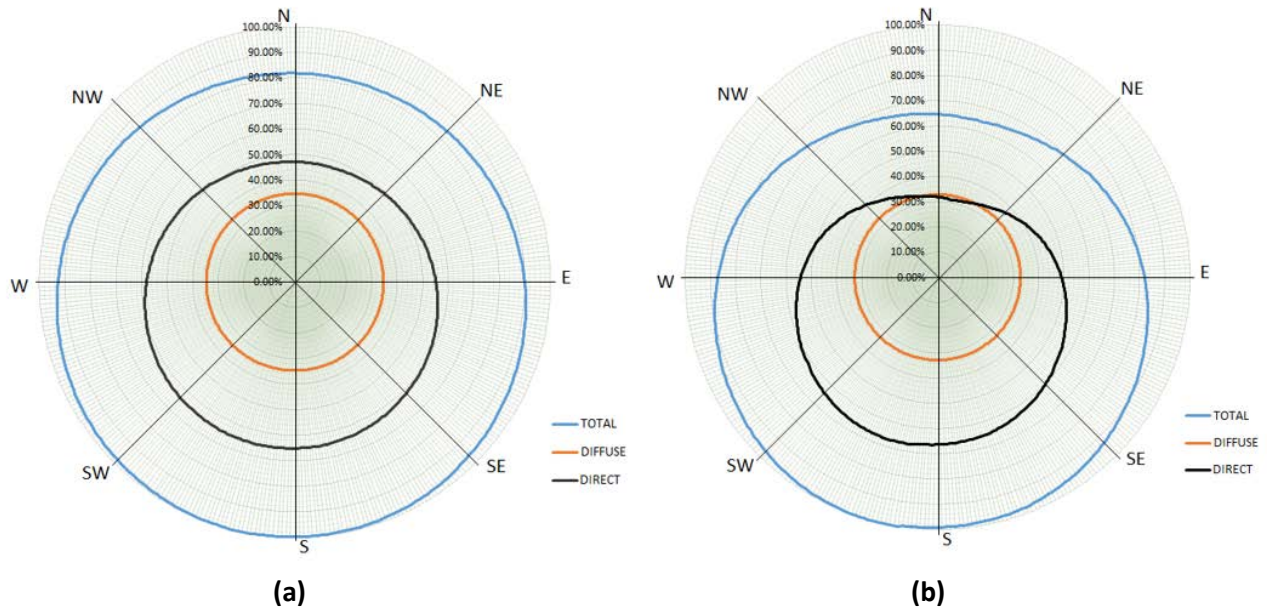 N
100.00%
90.00%
80.00%
70.00%
60.00%
50.00%
40.00%
30.00%
20.00%
10.00%
0.00%
NW
NE
W
E
SW
SE
S
TOTAL
DIFFUSE
DIRECT
(a)
N
100.00%
90.00%
80.00%
70.00%
60.00%
50.00%
40.00%
30.00%
20.00%
10.00%
0.00%
NW
NE
W
E
SW
SE
S
TOTAL
DIFFUSE
DIRECT
(b)